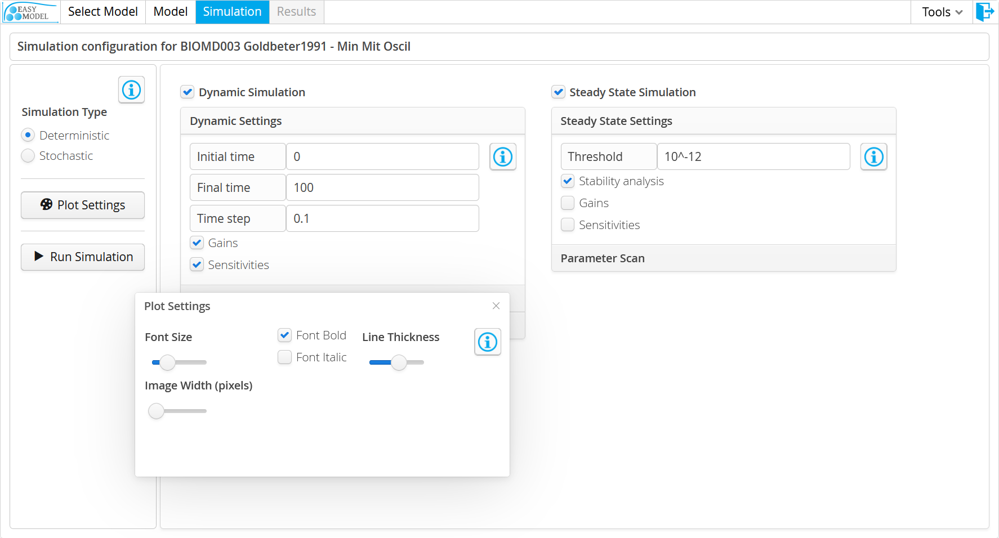 EASY
MODEL
Select Model
Model
Simulation
Results
Tools
Simulation configuration for BIOMD003 Goldbeter1991 - Min Mit Oscil
Simulation Type
Deterministic
Stochastic
Plot Settings
Run Simulation
Dynamic Simulation
Dynamic Settings
Initial time 0
Final time 100
Time step 0.1
Gains
Sensitivities
Steady State Simulation
Steady State Settings
Threshold 10^-12
Stability analysis
Gains
Sensitivities
Parameter Scan
Plot Settings
Font Size
Font Bold
Font Italic
Line Thickness
Image Width (pixels)